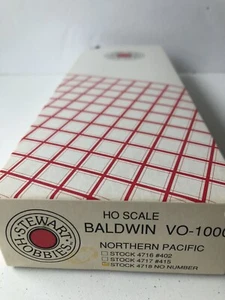 STEWART
HOBBIES
HO SCALE
BALDWIN VO-1000
NORTHERN PACIFIC
STOCK 4716 #402
STOCK 4717 #415
STOCK 4718 NO NUMBER